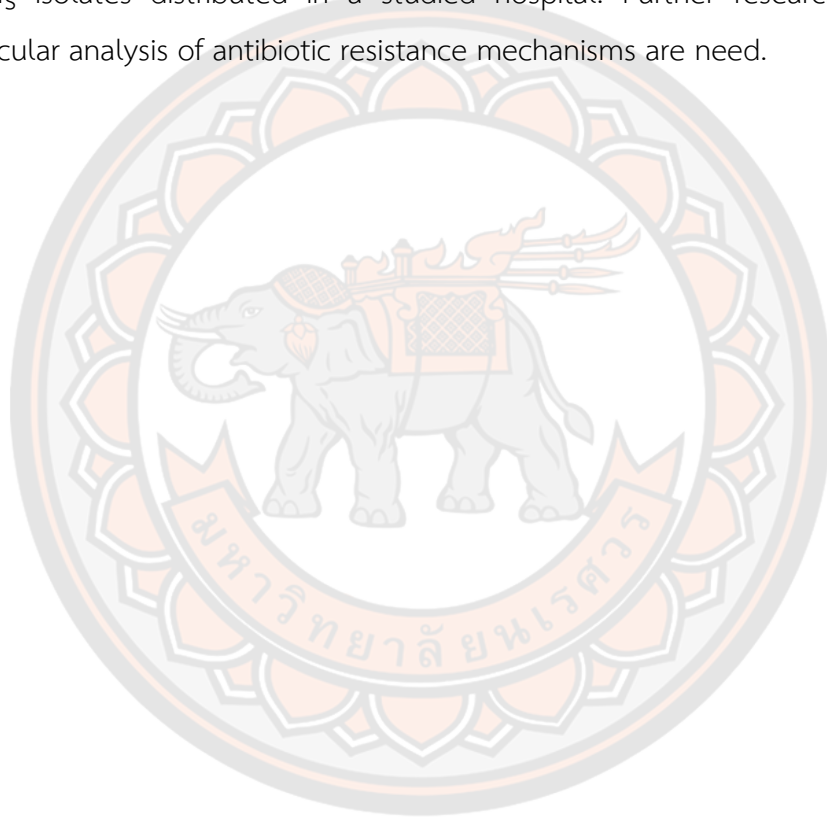 isolates distributed in a studied hospital. Further
analysis of antibiotic resistance mechanisms are need.
มหาวิทยาลัยนเรศวร